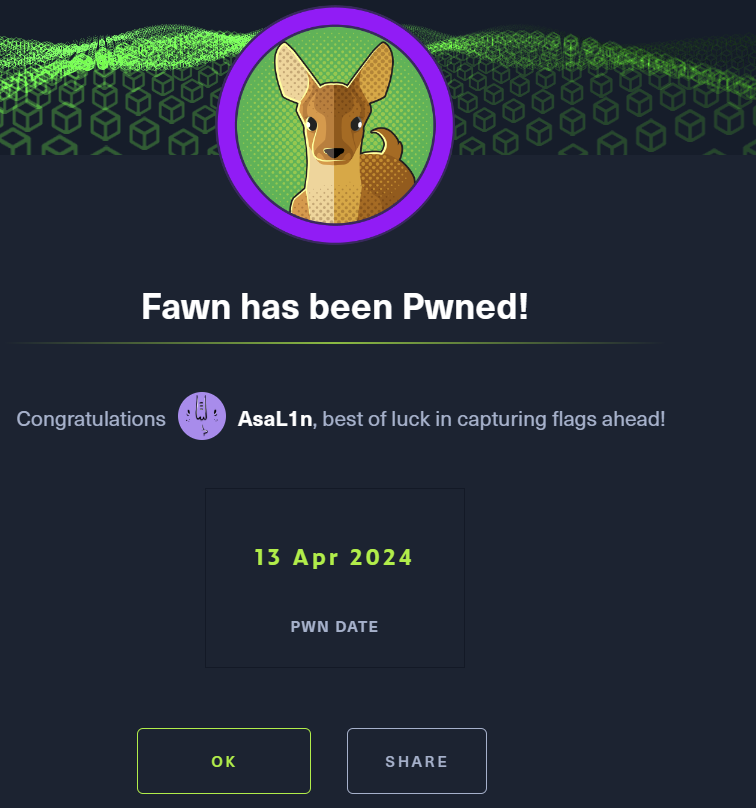 Fawn has been Pwned!
Congratulations AsaL1n, best of luck in capturing flags ahead!
13 Apr 2024
PWN DATE
OK SHARE